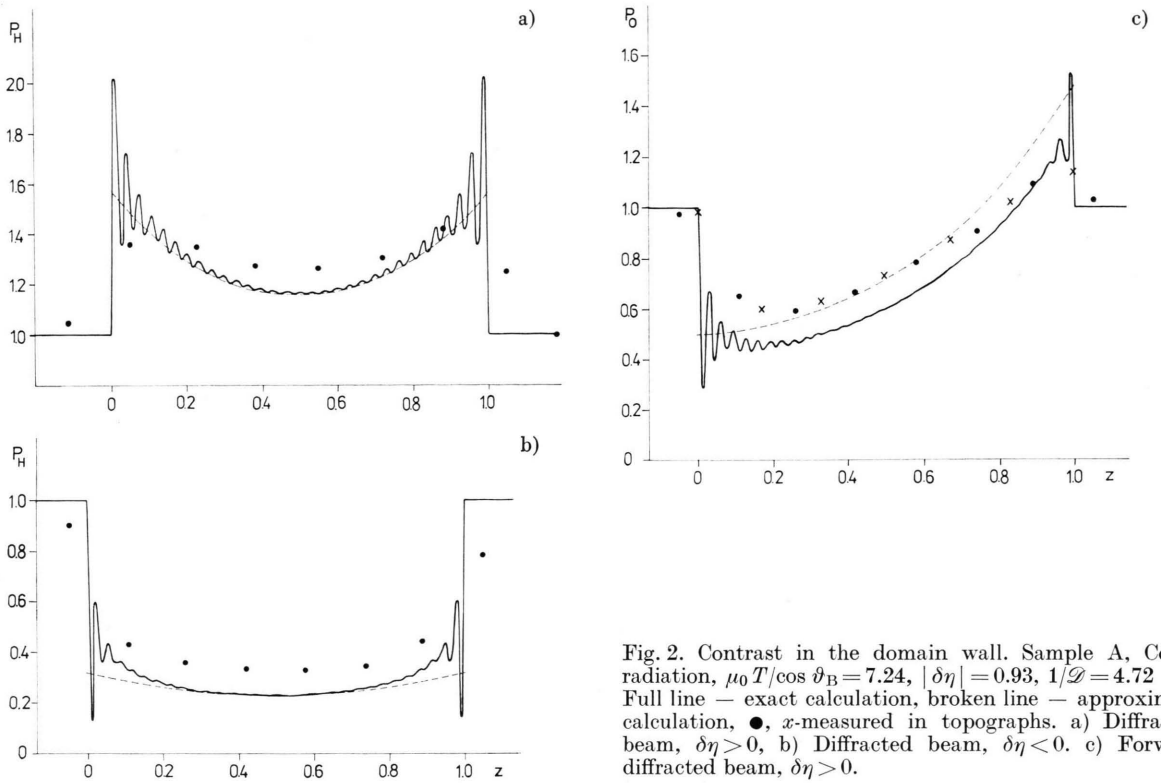 a)
P_H
2.0
1.8
1.6
1.4
1.2
1.0
0 0.2 0.4 0.6 0.8 1.0
b)
P_H
1.0
0.8
0.6
0.4
0.2
0
0 0.2 0.4 0.6 0.8 1.0 z
c)
P_O
1.6
1.4
1.2
1.0
0.8
0.6
0.4
0.2
0
0 0.2 0.4 0.6 0.8 1.0 z
Fig. 2. Contrast in the domain wall. Sample A, Co
radiation, μ₀ T/cos ϑ_B = 7.24, |δη| = 0.93, 1/𝒟 = 4.72
Full line — exact calculation, broken line — approxin
calculation, ●, x-measured in topographs. a) Diffra
beam, δη > 0, b) Diffracted beam, δη < 0. c) Forv
diffracted beam, δη > 0.